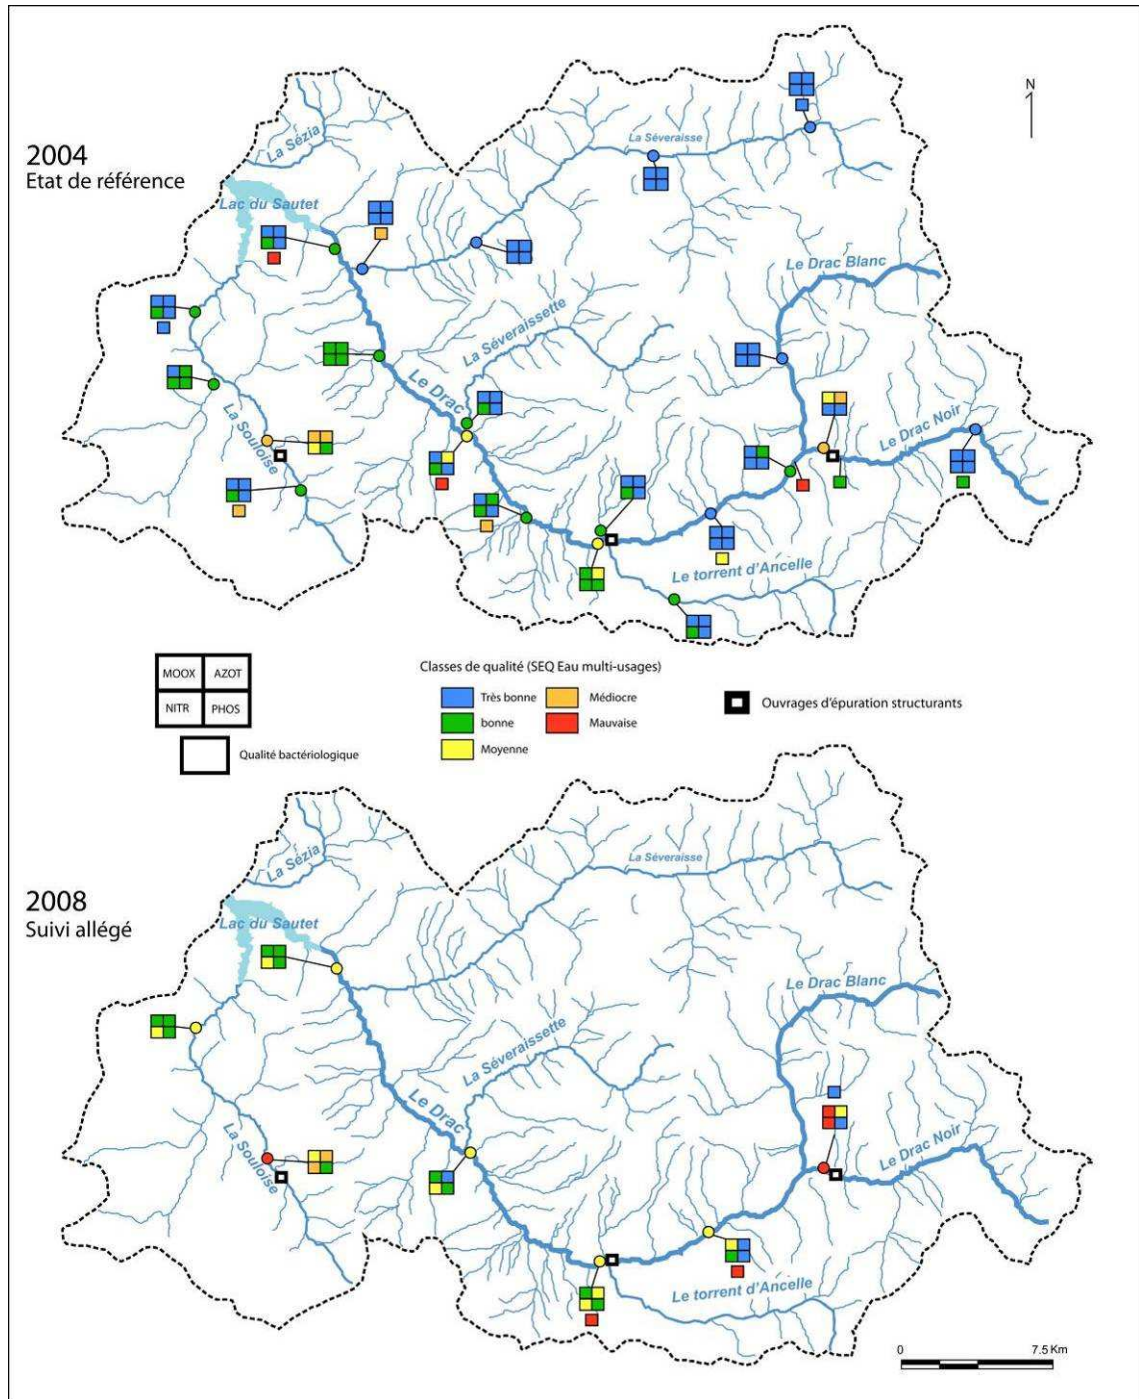 N
2004
Etat de référence
La Sézia
Lac du Sautet
La Séveraisse
Le Drac Blanc
La Séveraissette
Le Drac
Le Drac Noir
La Souloise
Le torrent d'Ancelle
MOOX
AZOT
NITR
PHOS
Qualité bactériologique
Classes de qualité (SEQ Eau multi-usages)
Très bonne
Médiocre
bonne
Mauvaise
Moyenne
Ouvrages d'épuration structurants
2008
Suivi allégé
La Sézia
Lac du Sautet
La Séveraisse
Le Drac Blanc
La Séveraissette
Le Drac
Le Drac Noir
La Souloise
Le torrent d'Ancelle
0
7.5 Km